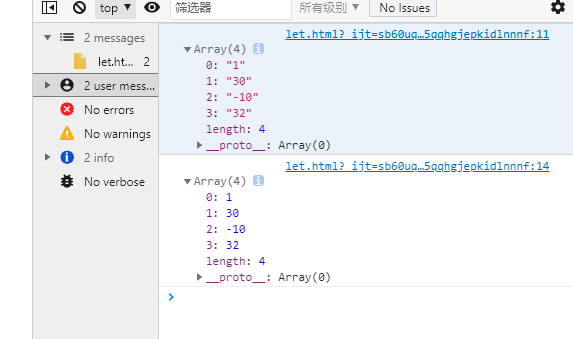 top
筛选器
所有级别
No Issues
2 messages
let.ht... 2
2 user mess...
No errors
No warnings
2 info
No verbose
let.html? ijt=sb60uq…5qqhgjepkidlnnnf:11
Array(4)
0: "1"
1: "30"
2: "-10"
3: "32"
length: 4
__proto__: Array(0)
let.html? ijt=sb60uq…5qqhgjepkidlnnnf:14
Array(4)
0: 1
1: 30
2: -10
3: 32
length: 4
__proto__: Array(0)